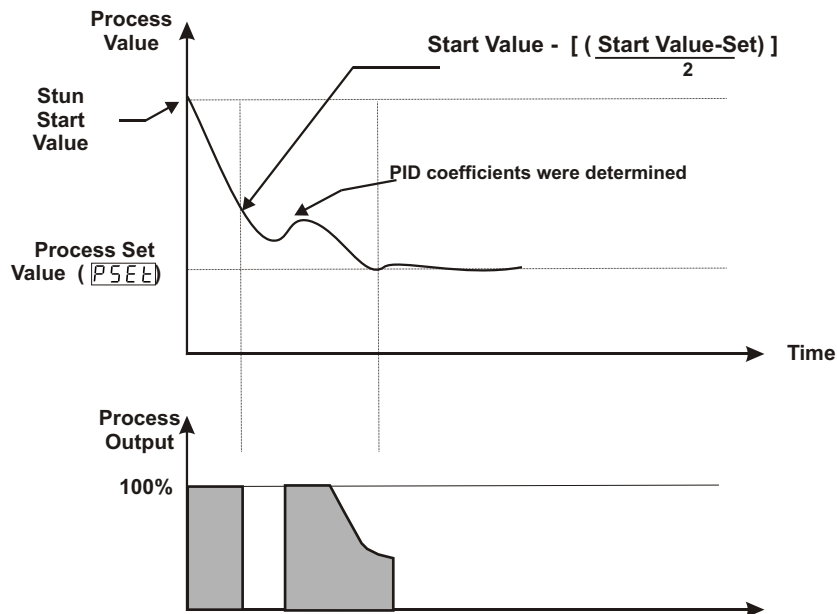 Process
Value
Start Value - [ ( Start Value-Set) ]
2
Stun
Start
Value
PID coefficients were determined
Process Set
Value ( PSEt)
Time
Process
Output
100%